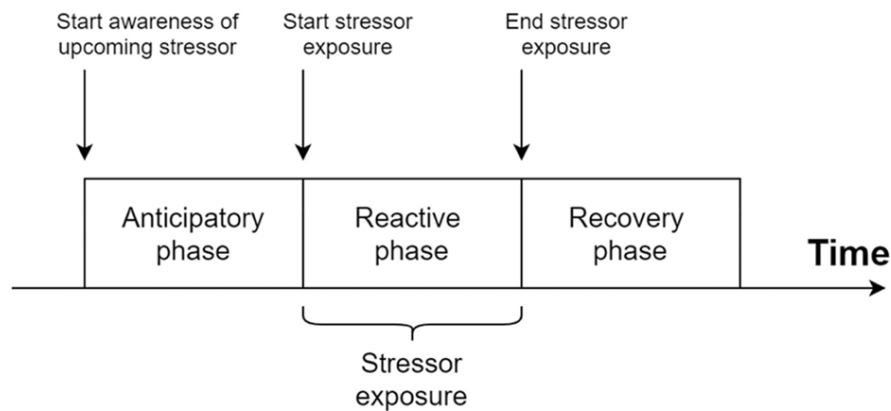 Start awareness of
upcoming stressor
Start stressor
exposure
End stressor
exposure
Anticipatory
phase
Reactive
phase
Recovery
phase
Time
Stressor
exposure